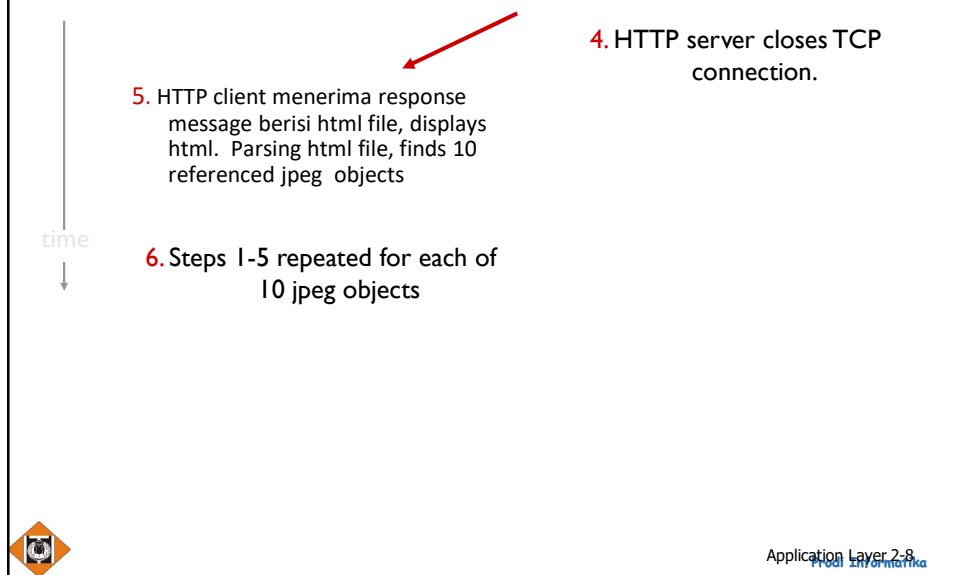 4. HTTP server closes TCP
connection.
5. HTTP client menerima response
message berisi html file, displays
html. Parsing html file, finds 10
referenced jpeg objects
time
6. Steps 1-5 repeated for each of
10 jpeg objects
Application Layer 2-8
Prodi Informatika